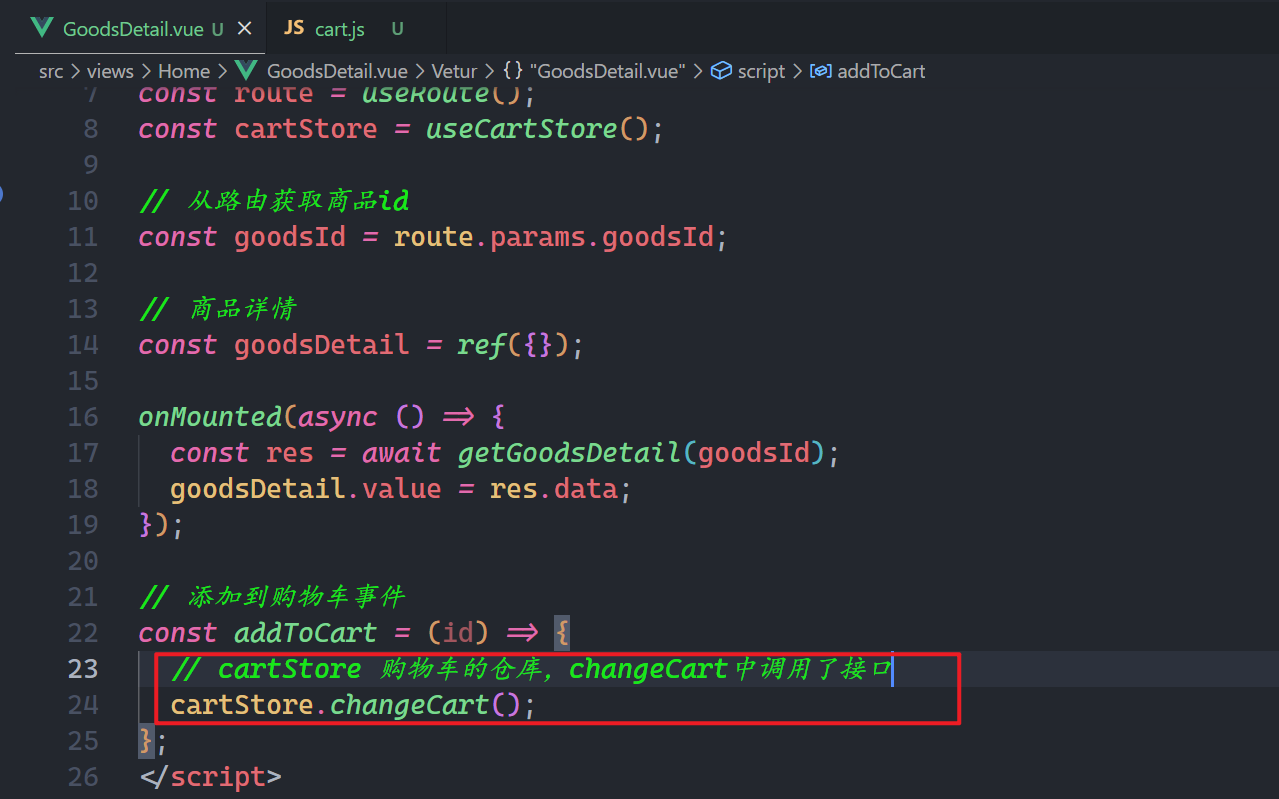 GoodsDetail.vue U × JS cart.js U
src > views > Home > GoodsDetail.vue > Vetur > {} "GoodsDetail.vue" > script > addToCart
7 const route = useRoute();
8 const cartStore = useCartStore();
9
10 // 从路由获取商品id
11 const goodsId = route.params.goodsId;
12
13 // 商品详情
14 const goodsDetail = ref({});
15
16 onMounted(async () => {
17 const res = await getGoodsDetail(goodsId);
18 goodsDetail.value = res.data;
19 });
20
21 // 添加到购物车事件
22 const addToCart = (id) => {
23 // cartStore 购物车的仓库，changeCart中调用了接口
24 cartStore.changeCart();
25 };
26 </script>